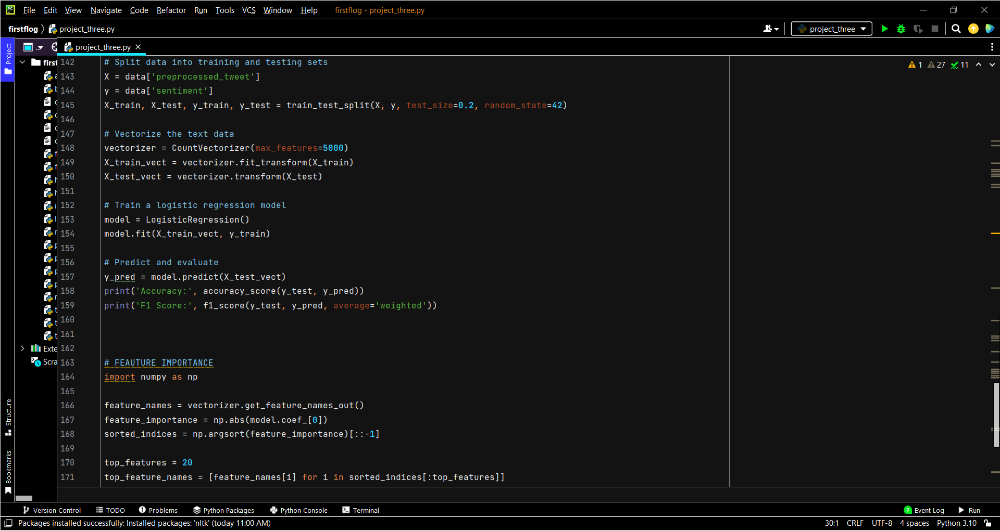 File Edit View Navigate Code Refactor Run Tools VCS Window Help firstflog - project_three.py
firstflog project_three.py project_three
Project
project_three.py
1 27 11
142 # Split data into training and testing sets
143 X = data['preprocessed_tweet']
144 y = data['sentiment']
145 X_train, X_test, y_train, y_test = train_test_split(X, y, test_size=0.2, random_state=42)
146
147 # Vectorize the text data
148 vectorizer = CountVectorizer(max_features=5000)
149 X_train_vect = vectorizer.fit_transform(X_train)
150 X_test_vect = vectorizer.transform(X_test)
151
152 # Train a logistic regression model
153 model = LogisticRegression()
154 model.fit(X_train_vect, y_train)
155
156 # Predict and evaluate
157 y_pred = model.predict(X_test_vect)
158 print('Accuracy:', accuracy_score(y_test, y_pred))
159 print('F1 Score:', f1_score(y_test, y_pred, average='weighted'))
160
161
162
163 # FEAUTURE IMPORTANCE
164 import numpy as np
165
166 feature_names = vectorizer.get_feature_names_out()
167 feature_importance = np.abs(model.coef_[0])
168 sorted_indices = np.argsort(feature_importance)[::-1]
169
170 top_features = 20
171 top_feature_names = [feature_names[i] for i in sorted_indices[:top_features]]
Structure
Bookmarks
Version Control TODO Problems Python Packages Python Console Terminal 2 Event Log Run
Packages installed successfully: Installed packages: 'nltk' (today 11:00 AM) 30:1 CRLF UTF-8 4 spaces Python 3.10